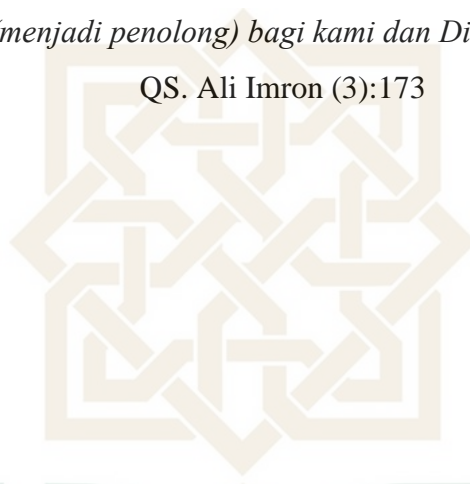 (menjadi penolong) bagi kami dan Di
QS. Ali Imron (3):173